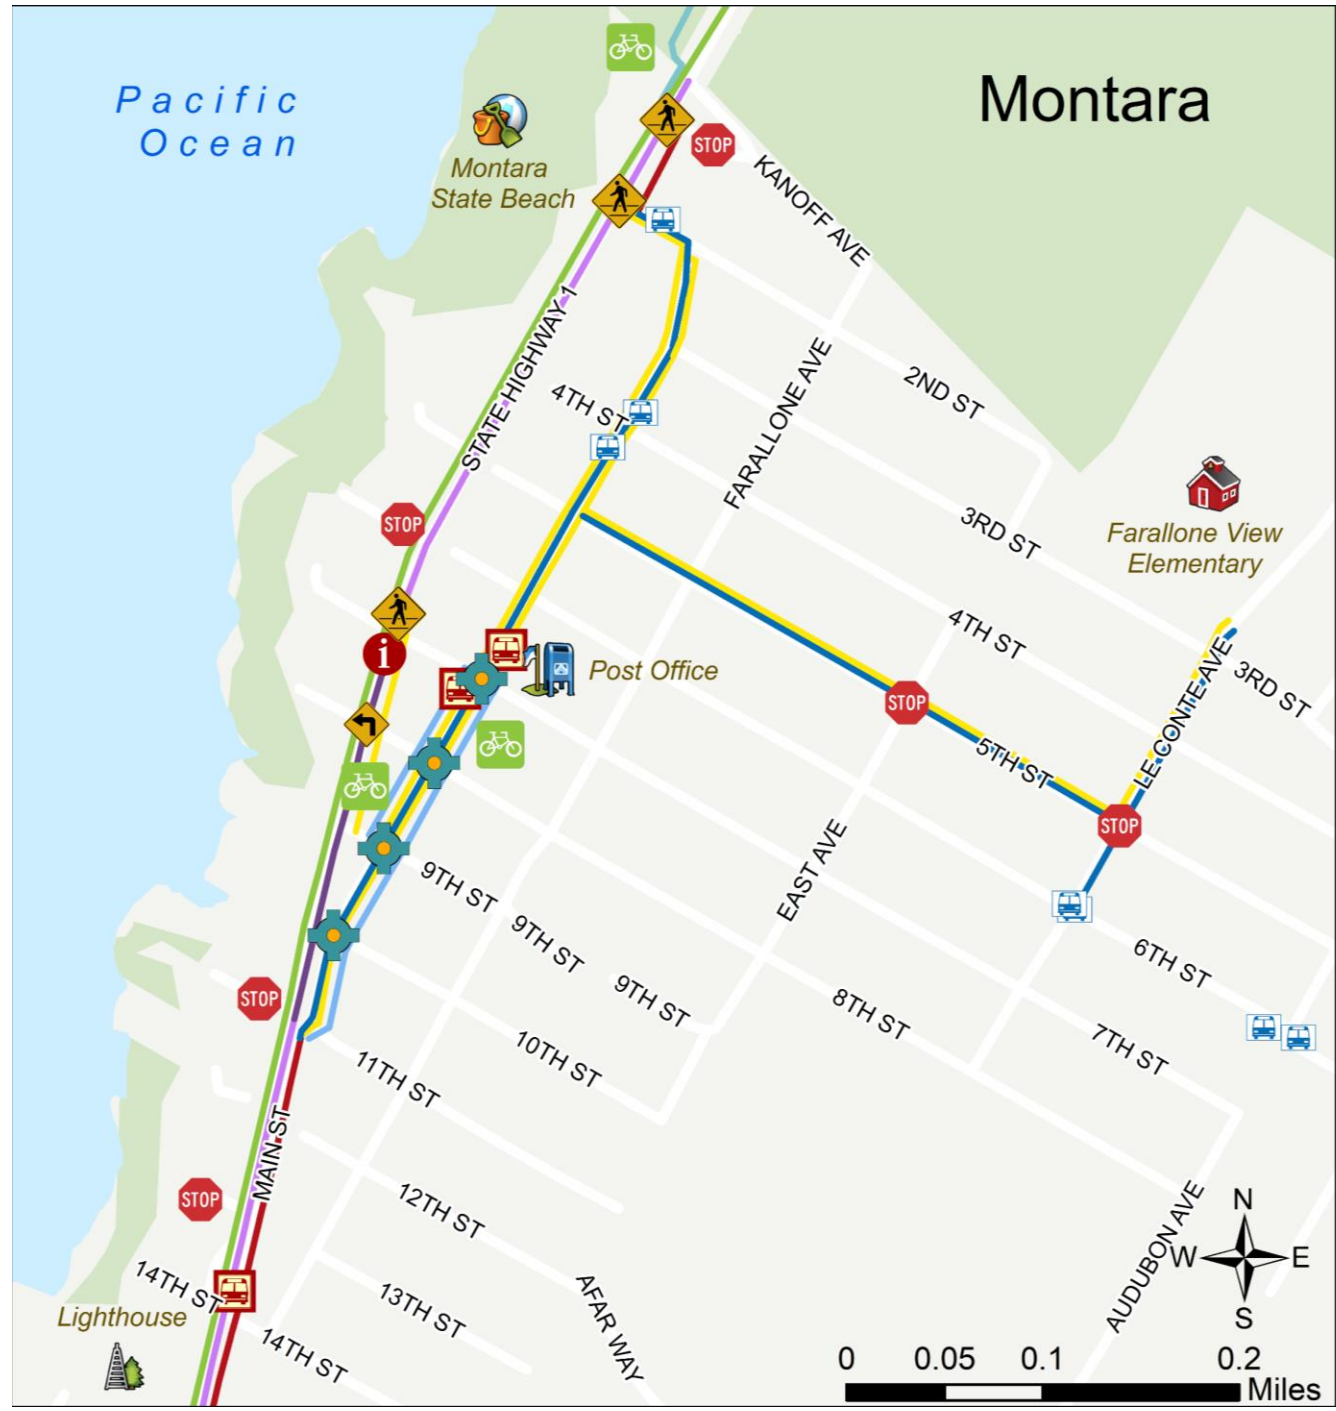 Pacific
Ocean
Montara
Montara
State Beach
STOP
KANOFF AVE
STATE HIGHWAY 1
FARALLONE AVE
2ND ST
4TH ST
3RD ST
Farallone View
Elementary
STOP
4TH ST
i
Post Office
3RD ST
STOP
5TH ST
LE CONTE AVE
STOP
9TH ST
9TH ST
9TH ST
EAST AVE
6TH ST
8TH ST
7TH ST
STOP
10TH ST
11TH ST
MAIN ST
STOP
12TH ST
AUDUBON AVE
N
W
E
S
14TH ST
Lighthouse
13TH ST
AFAR WAY
14TH ST
0 0.05 0.1 0.2
Miles